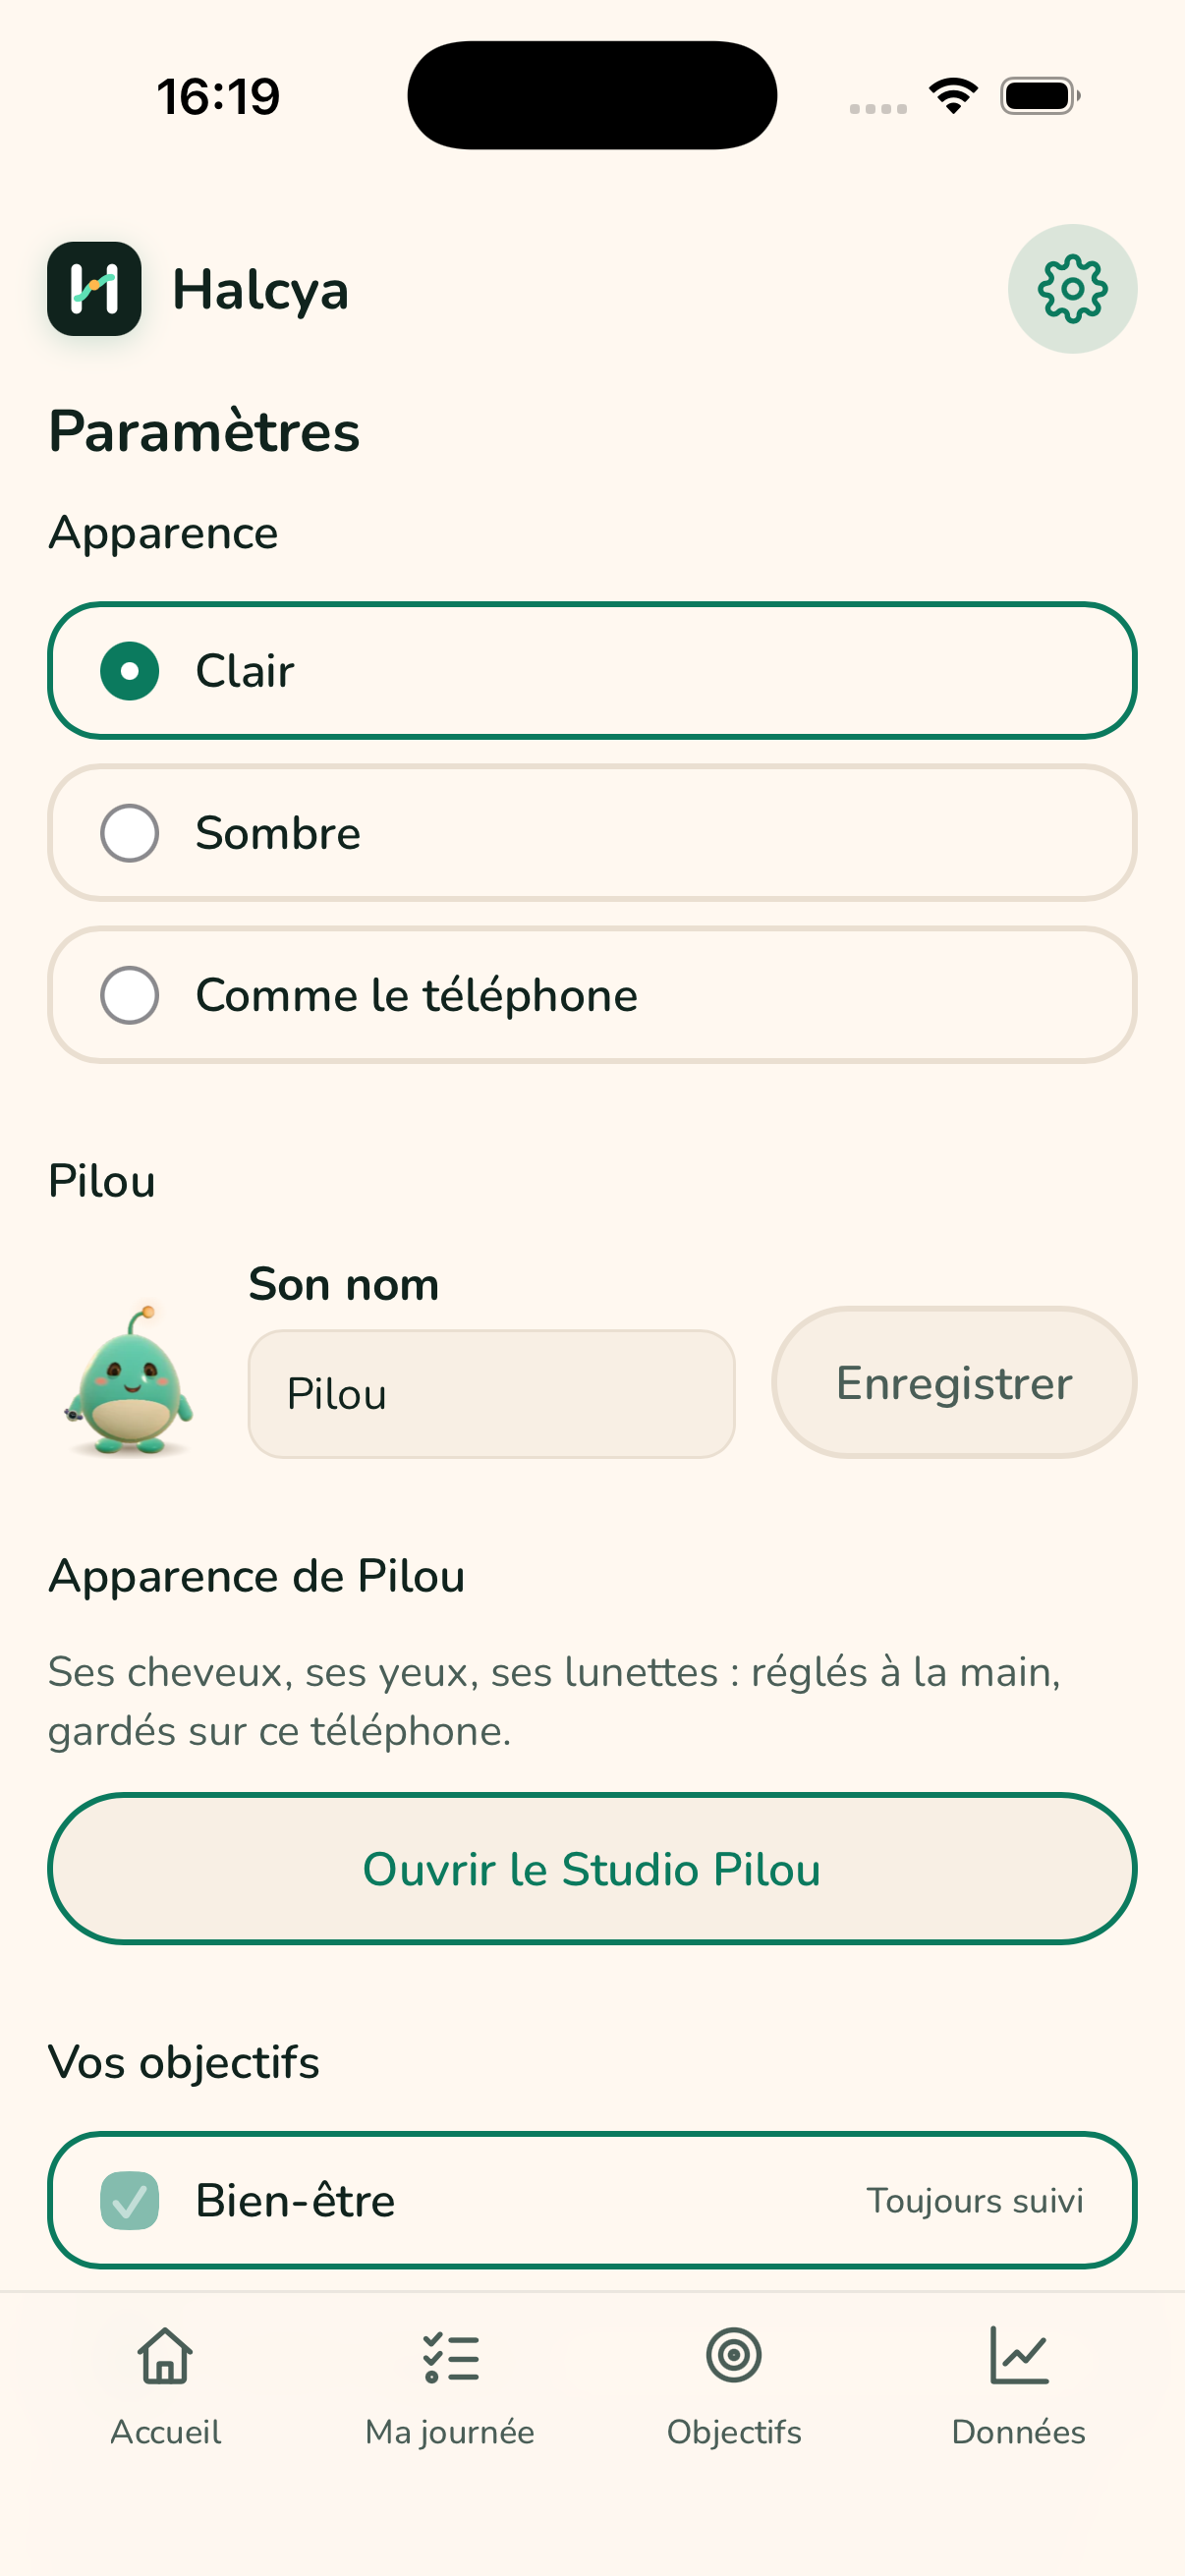 16:19
Halcya
Paramètres
Apparence
Clair
Sombre
Comme le téléphone
Pilou
Son nom
Pilou
Enregistrer
Apparence de Pilou
Ses cheveux, ses yeux, ses lunettes : réglés à la main,
gardés sur ce téléphone.
Ouvrir le Studio Pilou
Vos objectifs
Bien-être
Toujours suivi
Accueil
Ma journée
Objectifs
Données